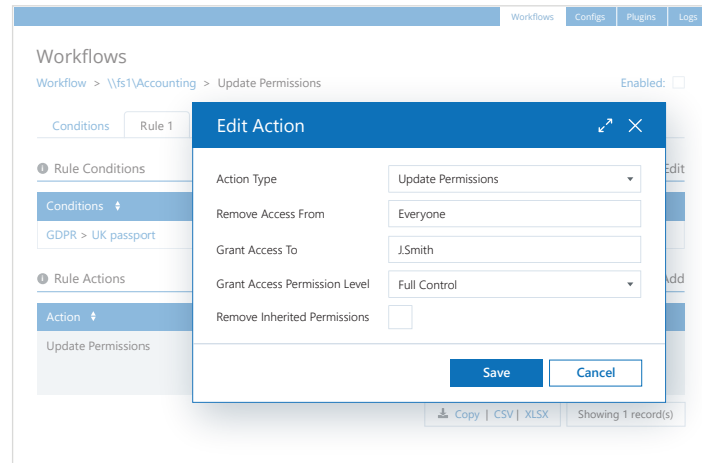 Workflows Configs Plugins Logs
Workflows
Workflow > \\fs1\Accounting > Update Permissions Enabled:
Conditions Rule 1
Edit Action
Rule Conditions Edit
Conditions
GDPR > UK passport
Action Type Update Permissions
Remove Access From Everyone
Grant Access To J.Smith
Grant Access Permission Level Full Control
Remove Inherited Permissions
Rule Actions Add
Action
Update Permissions
Save Cancel
Copy | CSV | XLSX Showing 1 record(s)